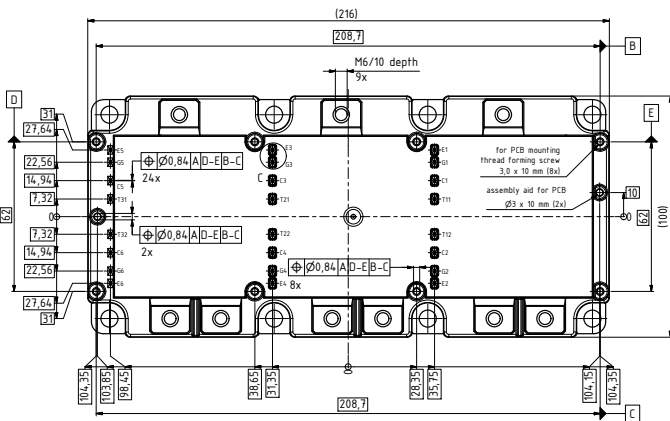 (216)
208,7
B
M6/10 depth
9x
D
E
31
27,64
22,56
14,94
7,32
0
7,32
14,94
22,56
27,64
31
62
E5
G5
C5
T31
T32
C6
G6
E6
⌖ Ø0,84 A D-E B-C
24x
⌖ Ø0,84 A D-E B-C
2x
⌖ Ø0,84 A D-E B-C
8x
E3
G3
C
C3
T21
T22
C4
G4
E4
E1
G1
C1
T11
T12
C2
G2
E2
for PCB mounting
thread forming screw
3,0 x 10 mm (8x)
assembly aid for PCB
Ø3 x 10 mm (2x)
10
0
62
(100)
104,35
103,85
98,45
38,65
31,35
0
28,35
35,75
104,15
104,35
208,7
C